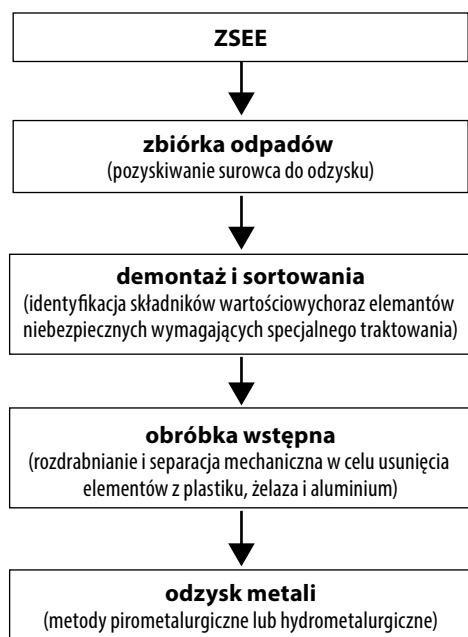 ZSEE
zbiórka odpadów
(pozyskiwanie surowca do odzysku)
demontaż i sortowania
(identyfikacja składników wartościowychoraz elemantów
niebezpiecznych wymagających specjalnego traktowania)
obróbka wstępna
(rozdrabnianie i separacja mechaniczna w celu usunięcia
elementów z plastiku, żelaza i aluminium)
odzysk metali
(metody pirometalurgiczne lub hydrometalurgiczne)